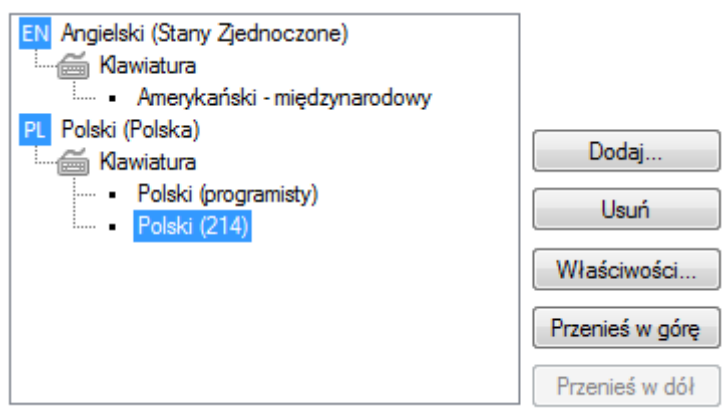 EN Angielski (Stany Zjednoczone)
Klawiatura
Amerykański - międzynarodowy
PL Polski (Polska)
Klawiatura
Polski (programisty)
Polski (214)
Dodaj...
Usuń
Właściwości...
Przenieś w górę
Przenieś w dół